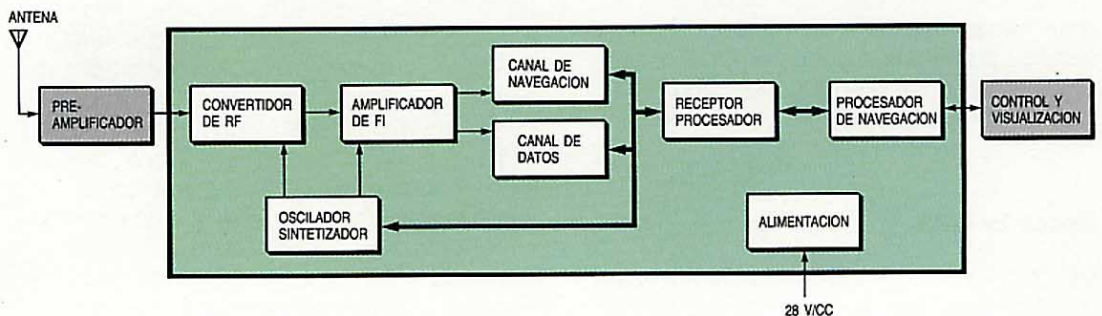 ANTENA
PRE-
AMPLIFICADOR
CONVERTIDOR
DE RF
AMPLIFICADOR
DE FI
CANAL DE
NAVEGACION
CANAL DE
DATOS
RECEPTOR
PROCESADOR
PROCESADOR
DE NAVEGACION
CONTROL Y
VISUALIZACION
OSCILADOR
SINTETIZADOR
ALIMENTACION
28 V/CC